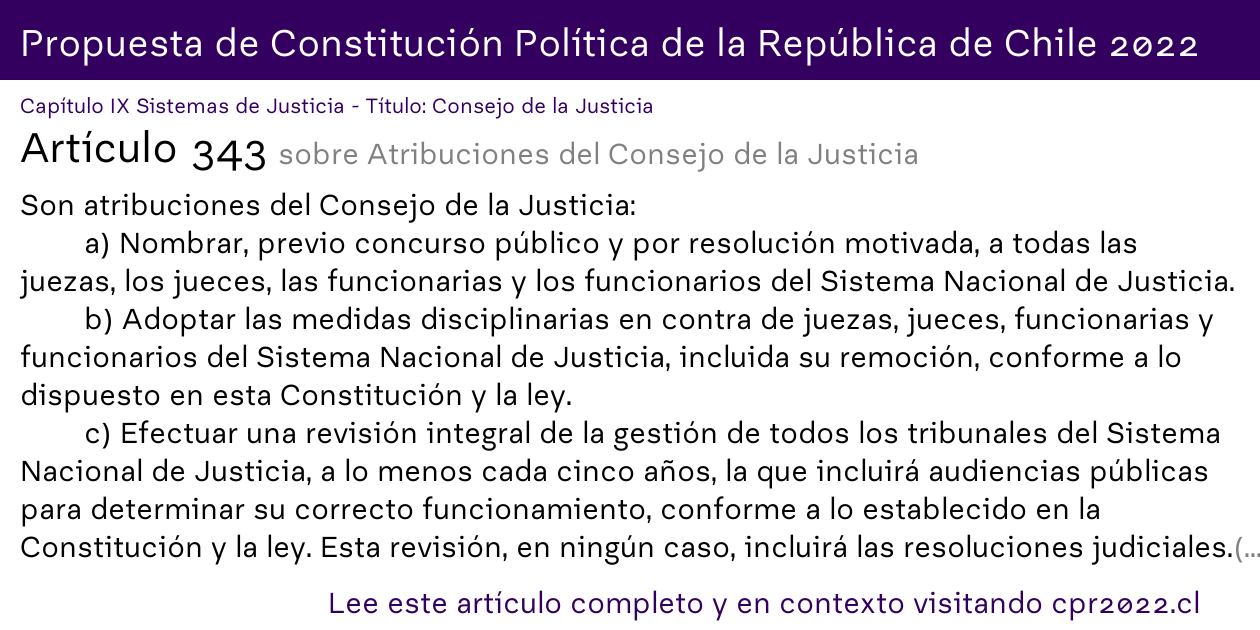 Propuesta de Constitución Política de la República de Chile 2022
Capítulo IX Sistemas de Justicia - Título: Consejo de la Justicia
Artículo 343 sobre Atribuciones del Consejo de la Justicia
Son atribuciones del Consejo de la Justicia:
a) Nombrar, previo concurso público y por resolución motivada, a todas las
juezas, los jueces, las funcionarias y los funcionarios del Sistema Nacional de Justicia.
b) Adoptar las medidas disciplinarias en contra de juezas, jueces, funcionarias y
funcionarios del Sistema Nacional de Justicia, incluida su remoción, conforme a lo
dispuesto en esta Constitución y la ley.
c) Efectuar una revisión integral de la gestión de todos los tribunales del Sistema
Nacional de Justicia, a lo menos cada cinco años, la que incluirá audiencias públicas
para determinar su correcto funcionamiento, conforme a lo establecido en la
Constitución y la ley. Esta revisión, en ningún caso, incluirá las resoluciones judiciales.(...
Lee este artículo completo y en contexto visitando cpr2022.cl